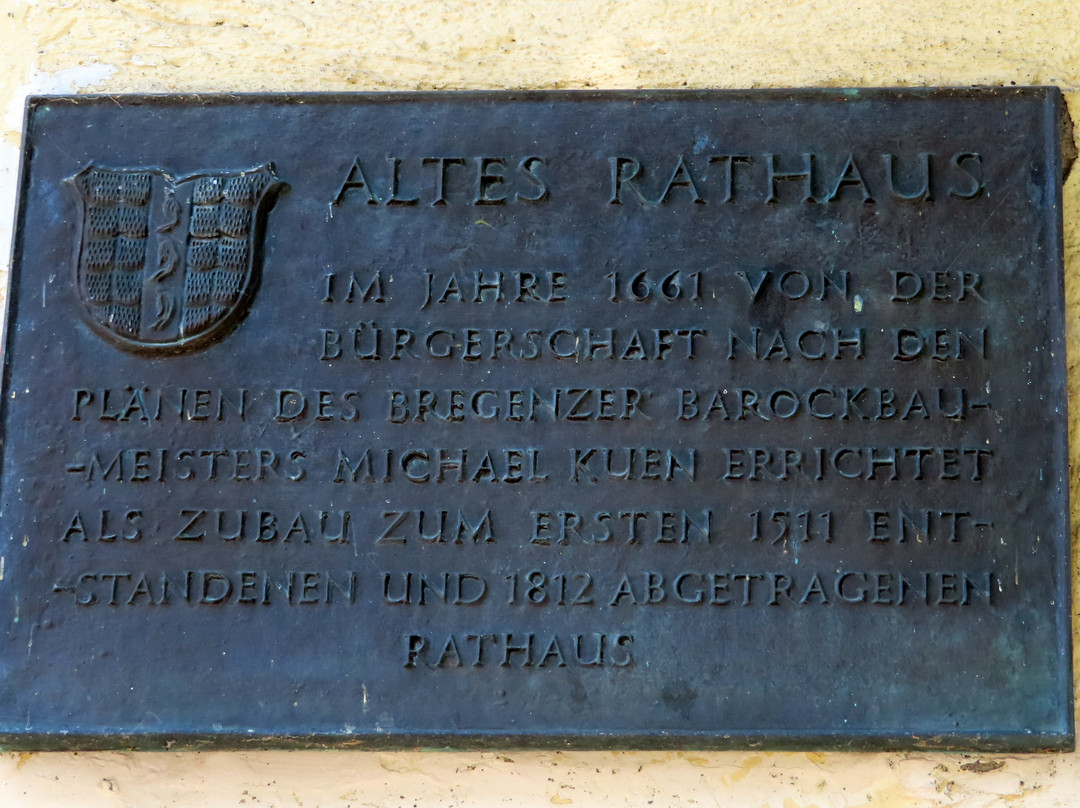 ALTES RATHAUS
IM JAHRE 1661 VON DER
BÜRGERSCHAFT NACH DEN
PLÄNEN DES BREGENZER BAROCKBAU-
-MEISTERS MICHAEL KUEN ERRICHTET
ALS ZUBAU ZUM ERSTEN 1511 ENT-
-STANDENEN UND 1812 ABGETRAGENEN
RATHAUS